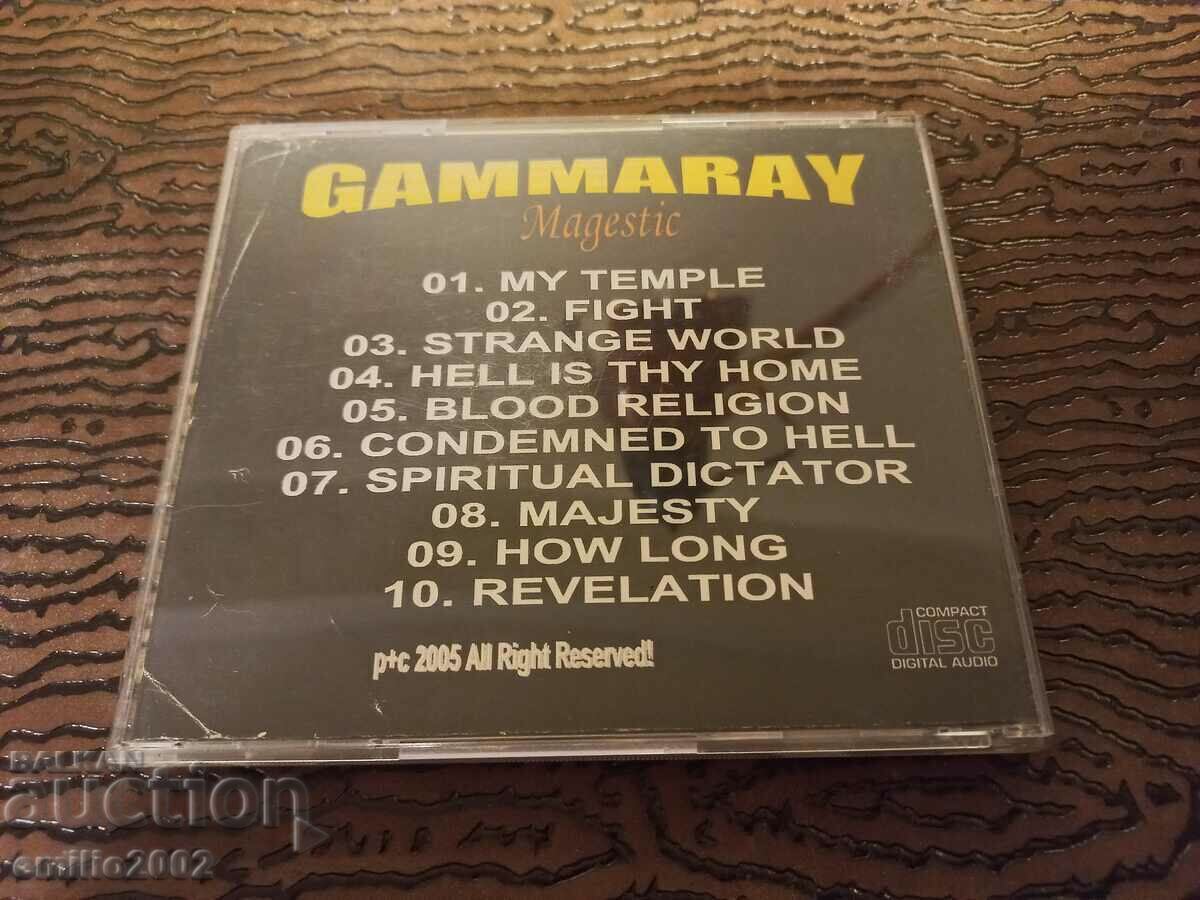 GAMMARAY
Magestic
01. MY TEMPLE
02. FIGHT
03. STRANGE WORLD
04. HELL IS THY HOME
05. BLOOD RELIGION
06. CONDEMNED TO HELL
07. SPIRITUAL DICTATOR
08. MAJESTY
09. HOW LONG
10. REVELATION
p+c 2005 All Right Reserved!
COMPACT
disc
DIGITAL AUDIO
BALKAN
auction
emilio2002